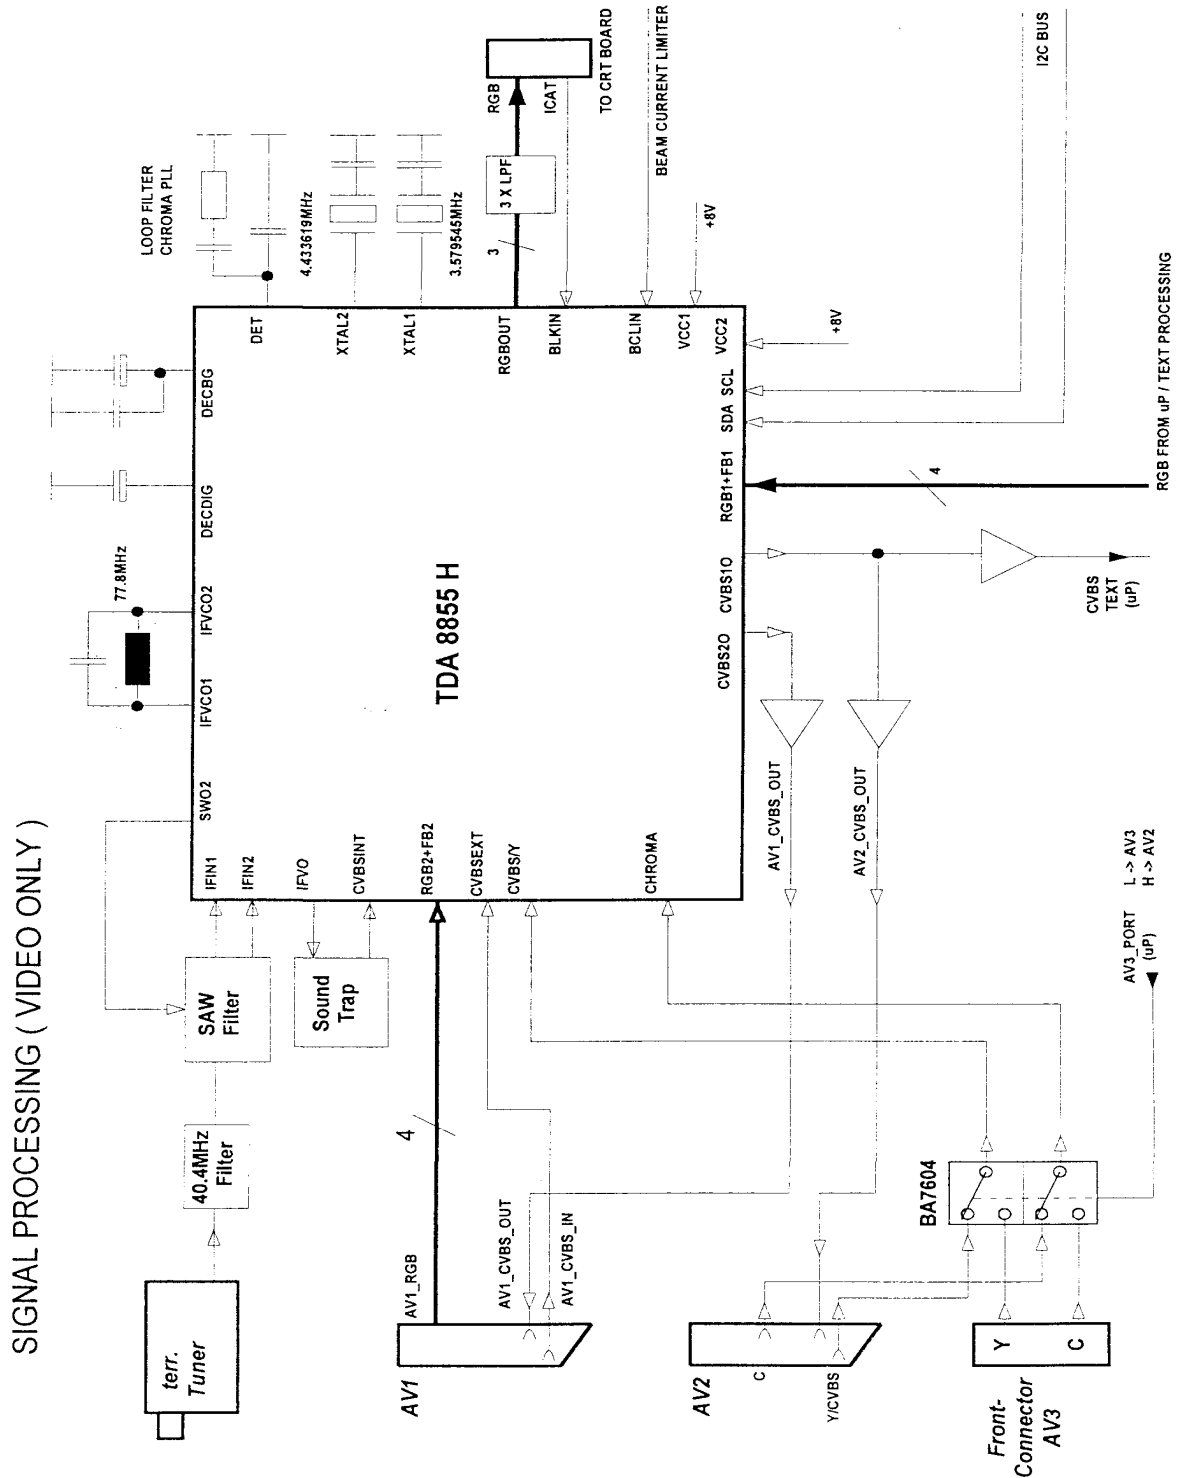 SIGNAL PROCESSING ( VIDEO ONLY )
terr.
Tuner
40.4MHz
Filter
SAW
Filter
Sound
Trap
AV1
AV1_RGB
4
AV1_CVBS_OUT
AV1_CVBS_IN
AV2
C
Y/CVBS
Front-
Connector
AV3
Y
C
BA7604
AV3_PORT
(uP)
L -> AV3
H -> AV2
AV1_CVBS_OUT
AV2_CVBS_OUT
TDA 8855 H
IFIN1
IFIN2
IFVO
CVBSINT
RGB2+FB2
CVBSEXT
CVBS/Y
CHROMA
SWO2
IFVCO1
IFVCO2
77.8MHz
DECDIG
DECBG
DET
XTAL2
XTAL1
RGBOUT
BLKIN
BCLIN
VCC1
VCC2
SCL
SDA
RGB1+FB1
CVBS1O
CVBS2O
LOOP FILTER
CHROMA PLL
4.433619MHz
3.579545MHz
3
3 X LPF
RGB
ICAT
TO CRT BOARD
BEAM CURRENT LIMITER
+8V
+8V
I2C BUS
4
RGB FROM uP / TEXT PROCESSING
CVBS
TEXT
(uP)